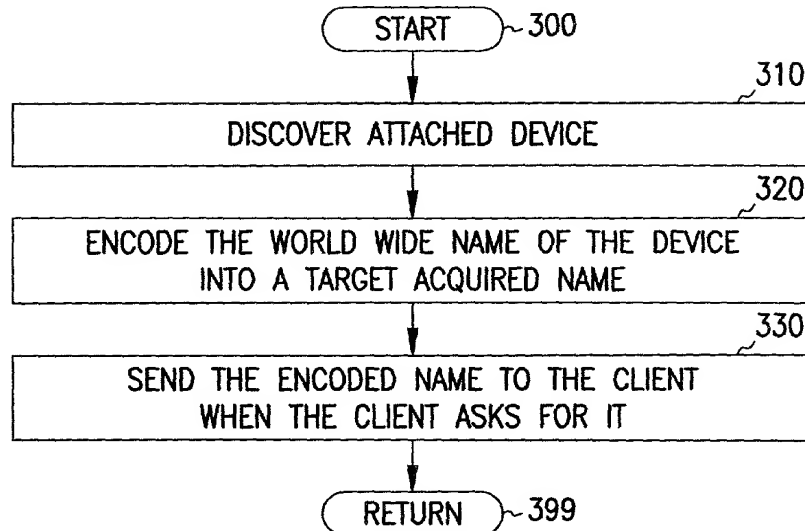 START 300
310
DISCOVER ATTACHED DEVICE
320
ENCODE THE WORLD WIDE NAME OF THE DEVICE
INTO A TARGET ACQUIRED NAME
330
SEND THE ENCODED NAME TO THE CLIENT
WHEN THE CLIENT ASKS FOR IT
RETURN 399